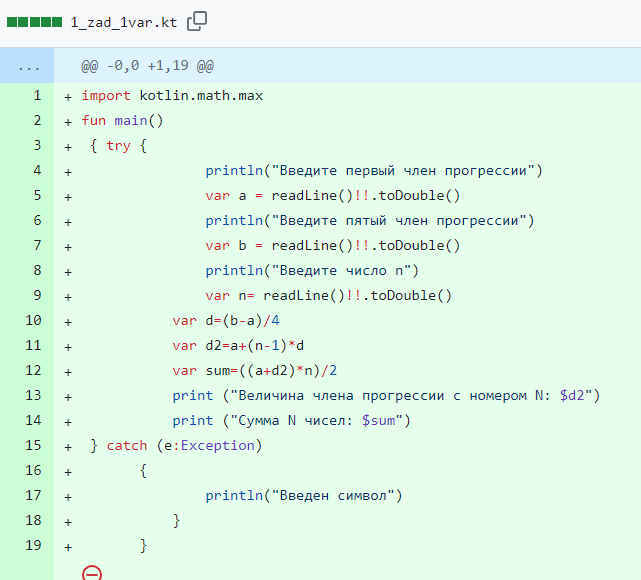 1_zad_1var.kt
... @@ -0,0 +1,19 @@
1 + import kotlin.math.max
2 + fun main()
3 + { try {
4 + println("Введите первый член прогрессии")
5 + var a = readLine()!!.toDouble()
6 + println("Введите пятый член прогрессии")
7 + var b = readLine()!!.toDouble()
8 + println("Введите число n")
9 + var n= readLine()!!.toDouble()
10 + var d=(b-a)/4
11 + var d2=a+(n-1)*d
12 + var sum=((a+d2)*n)/2
13 + print ("Величина члена прогрессии с номером N: $d2")
14 + print ("Сумма N чисел: $sum")
15 + } catch (e:Exception)
16 + {
17 + println("Введен символ")
18 + }
19 + }